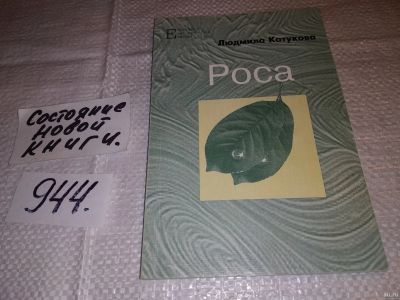 Людмила Котукова
Роса
Состояние
новой
книги.
944.